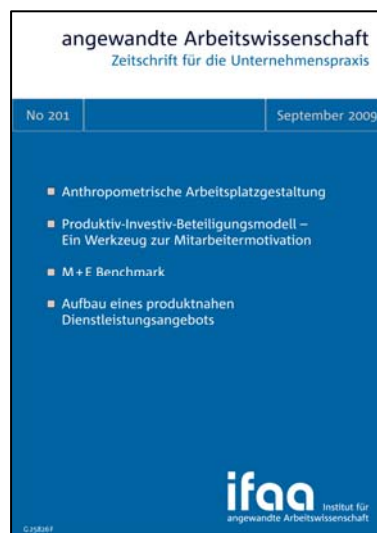 angewandte Arbeitswissenschaft
Zeitschrift für die Unternehmenspraxis
No 201
September 2009
Anthropometrische Arbeitsplatzgestaltung
Produktiv-Investiv-Beteiligungsmodell –
Ein Werkzeug zur Mitarbeitermotivation
M+E Benchmark
Aufbau eines produktnahen
Dienstleistungsangebots
ifaa Institut für
angewandte Arbeitswissenschaft
G 258267